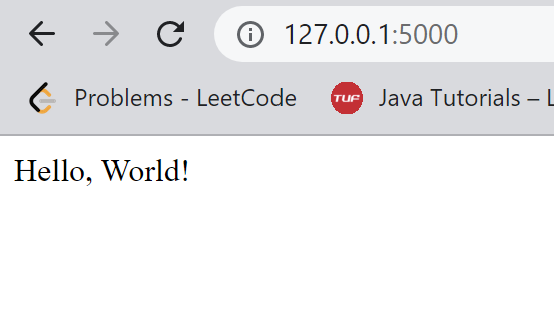 127.0.0.1:5000
Problems - LeetCode
TUF
Java Tutorials – L
Hello, World!